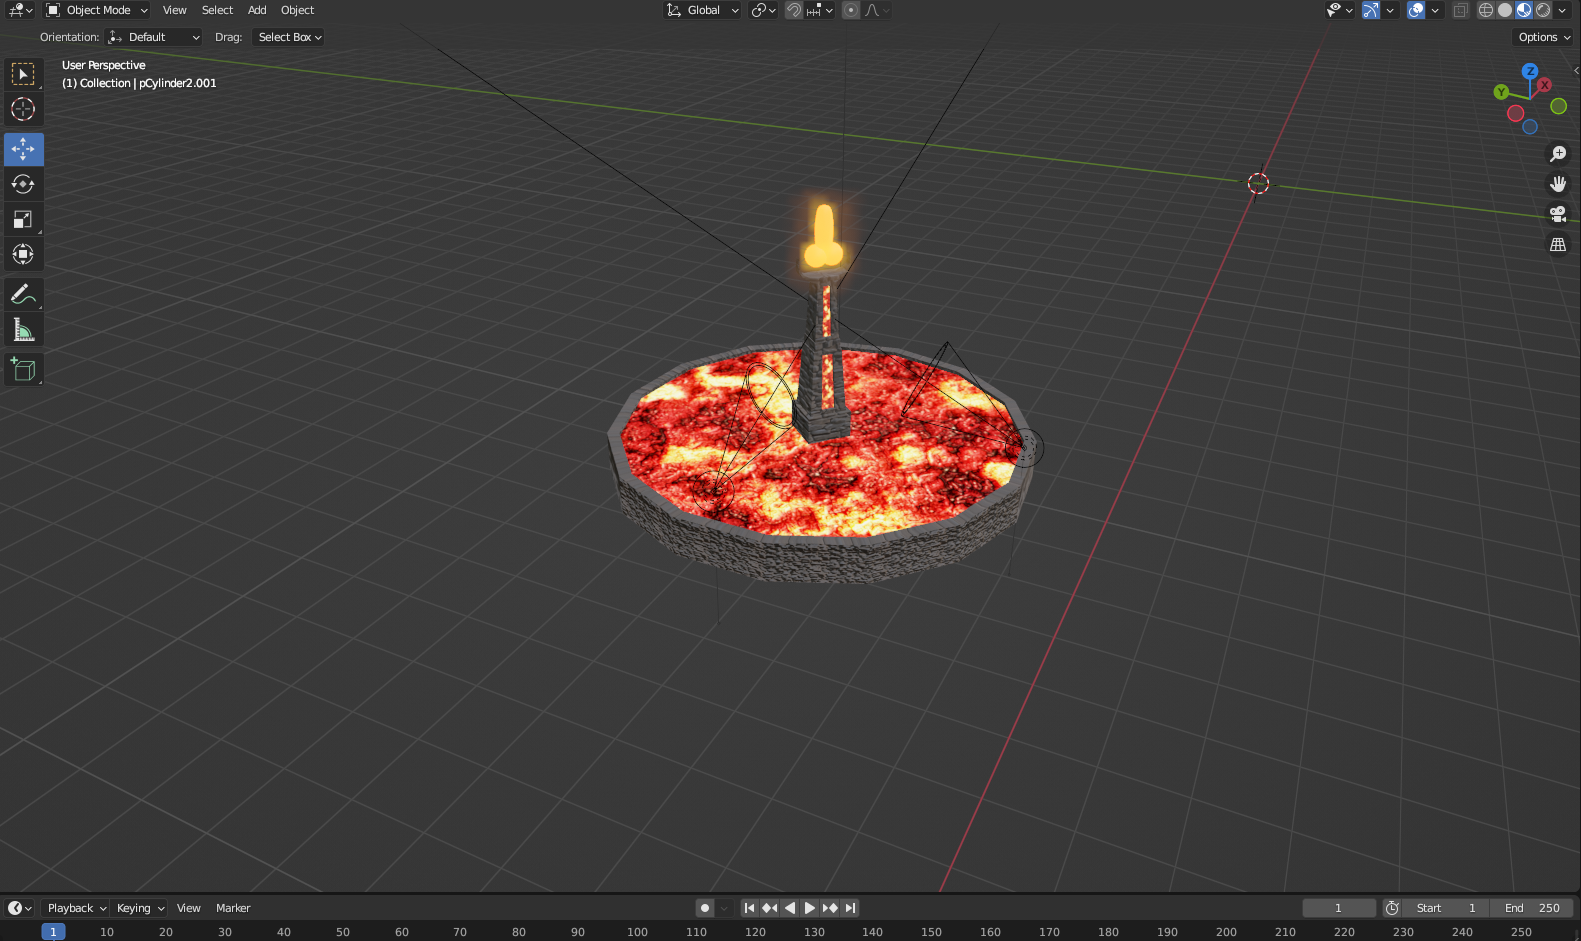 Object Mode View Select Add Object Global
Orientation: Default Drag: Select Box Options
User Perspective
(1) Collection | pCylinder2.001
Z
X
Y
Playback Keying View Marker 1 Start 1 End 250
1 10 20 30 40 50 60 70 80 90 100 110 120 130 140 150 160 170 180 190 200 210 220 230 240 250